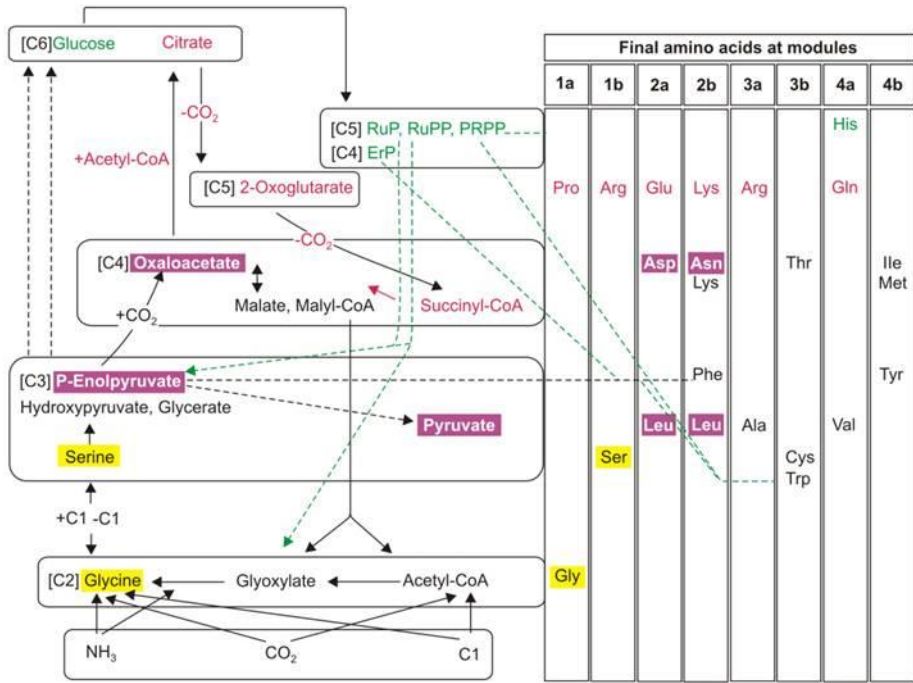 [C6] Glucose Citrate
-CO₂
+Acetyl-CoA
[C5] RuP, RuPP, PRPP
[C4] ErP
[C5] 2-Oxoglutarate
-CO₂
[C4] Oxaloacetate
Malate, Malyl-CoA
Succinyl-CoA
+CO₂
[C3] P-Enolpyruvate
Hydroxypyruvate, Glycerate
Pyruvate
Serine
+C1 -C1
[C2] Glycine Glyoxylate Acetyl-CoA
NH₃ CO₂ C1
Final amino acids at modules
1a 1b 2a 2b 3a 3b 4a 4b
His
Pro Arg Glu Lys Arg Gln
Asp Asn Thr Ile
Lys Met
Phe Tyr
Leu Leu Ala Val
Ser Cys
Trp
Gly